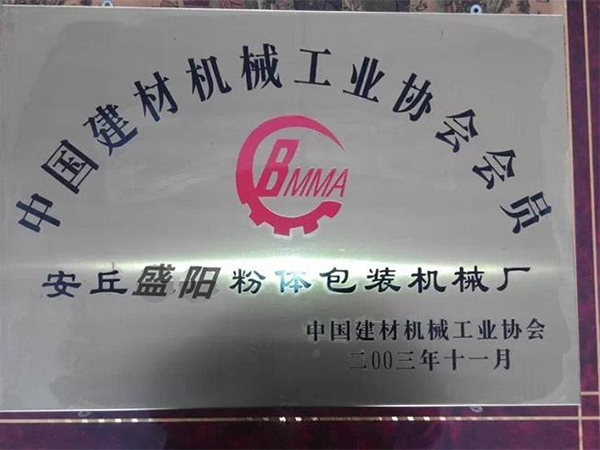 中国建材机械工业协会会员
BMMA
安丘盛阳粉体包装机械厂
中国建材机械工业协会
二00三年十一月